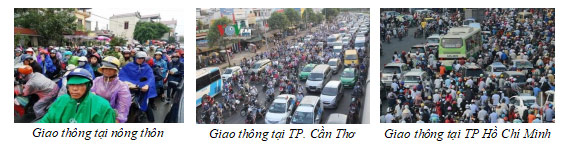 Giao thông tại nông thôn
Giao thông tại TP. Cần Thơ
Giao thông tại TP Hồ Chí Minh